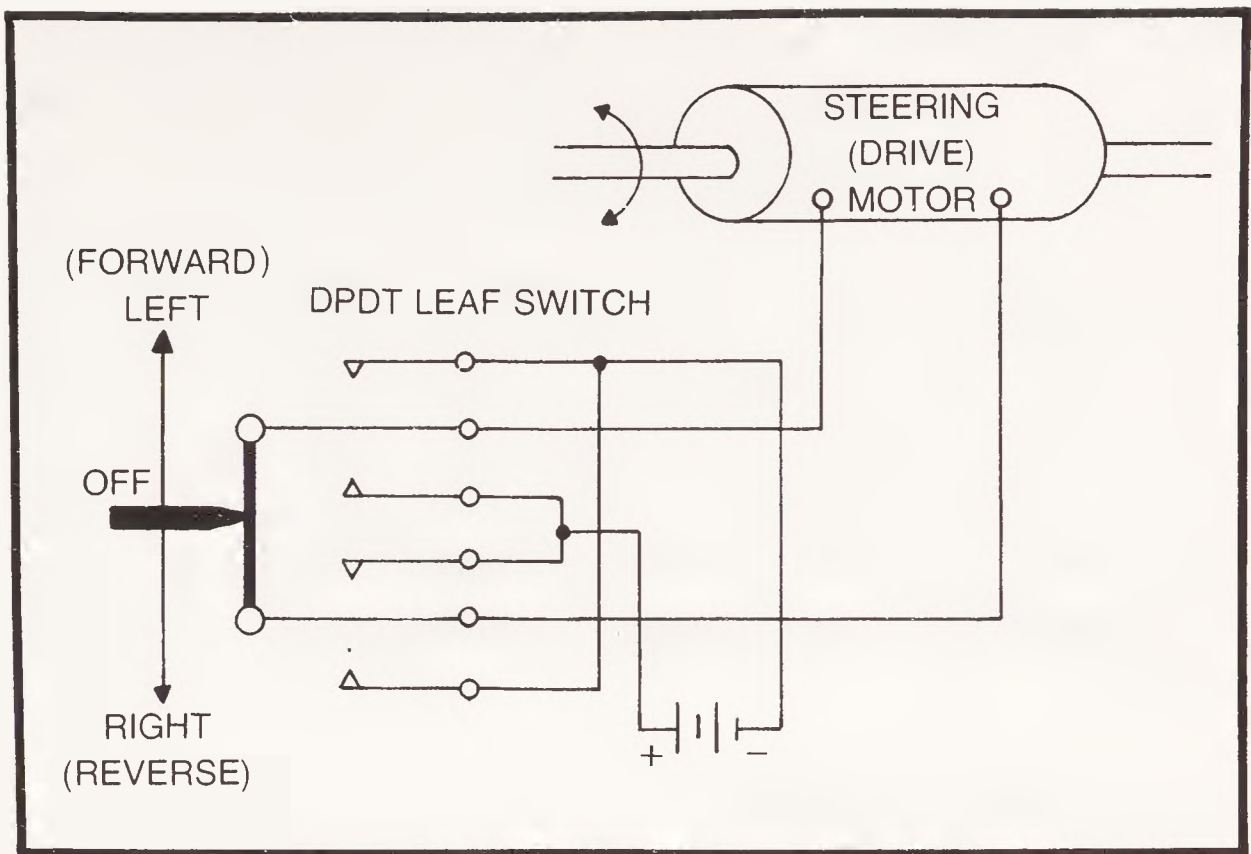 STEERING
(DRIVE)
MOTOR
(FORWARD)
LEFT
DPDT LEAF SWITCH
OFF
RIGHT
(REVERSE)
+ −